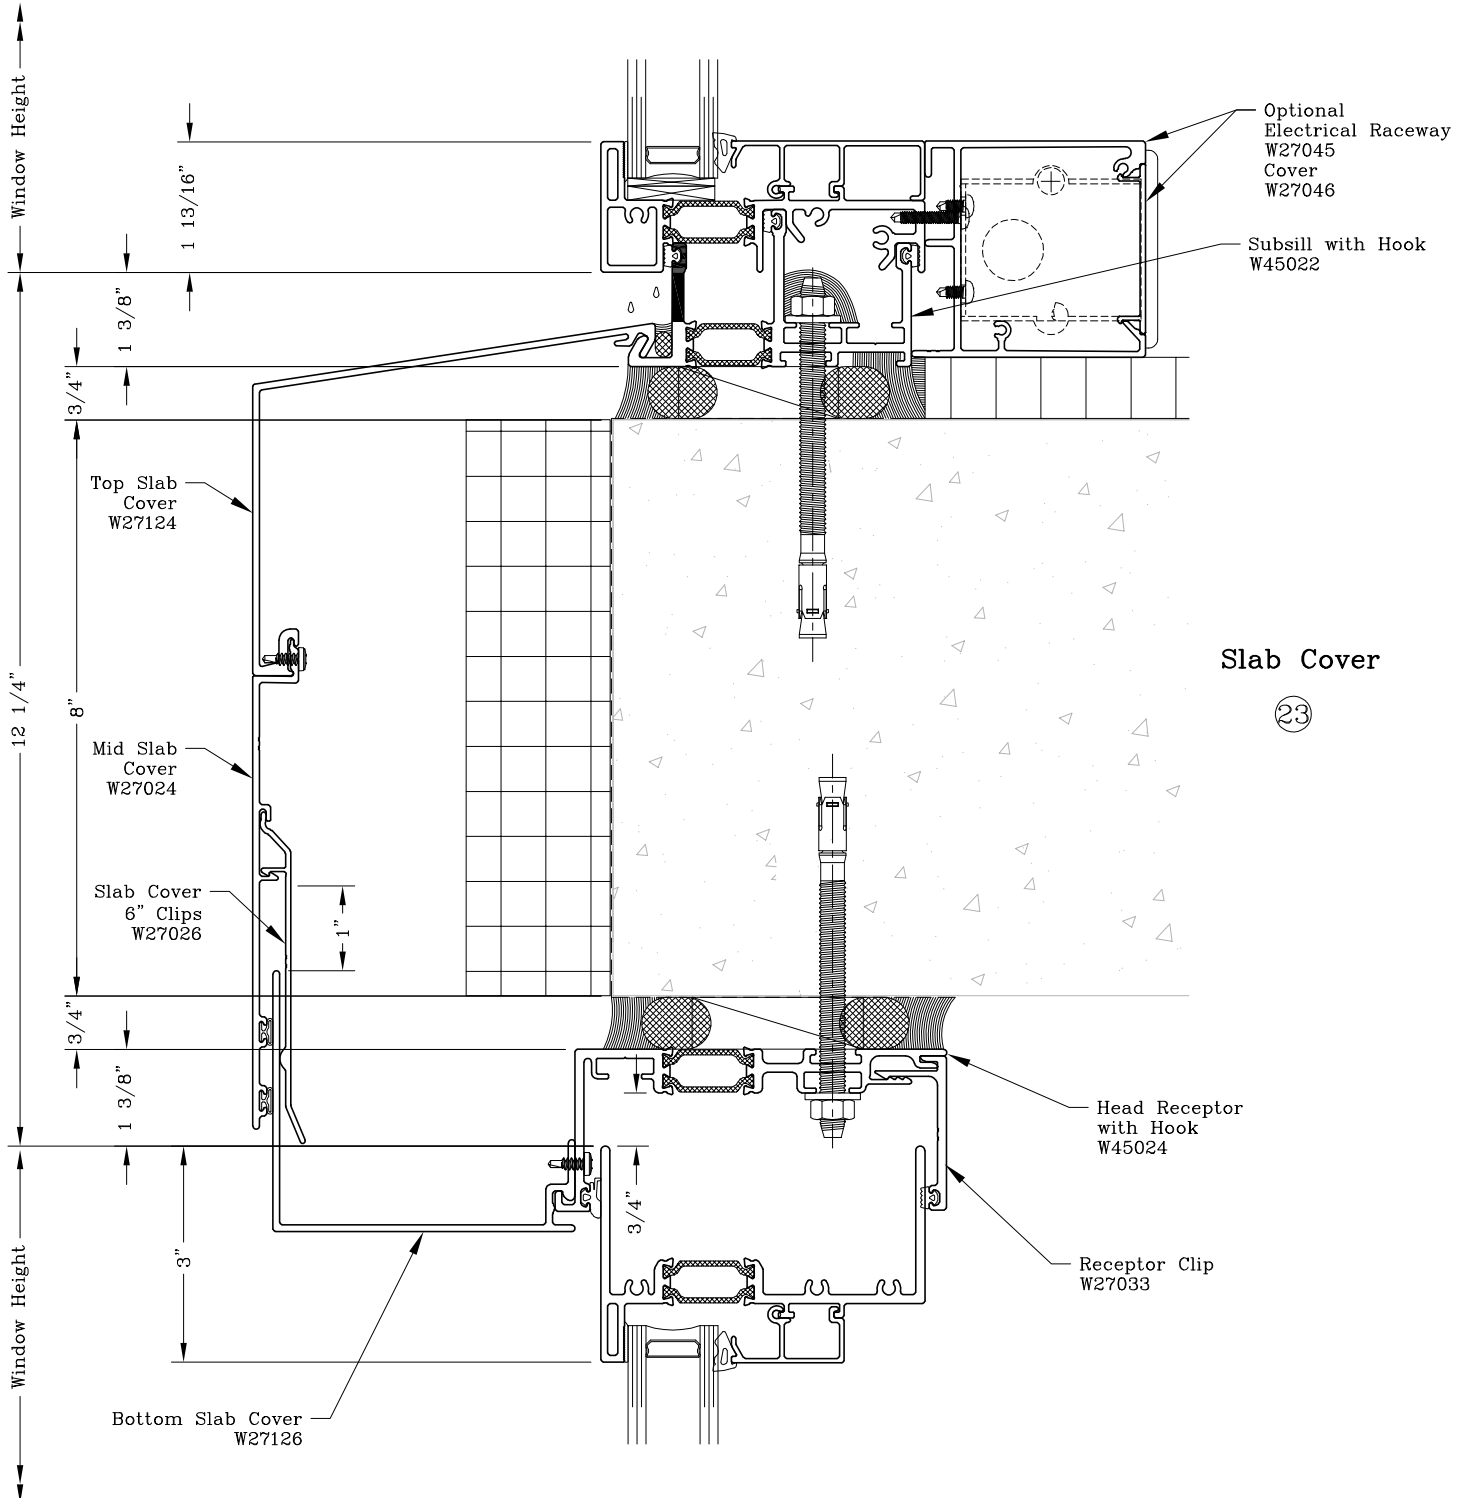 Window Height
1 13/16”
Optional
Electrical Raceway
W27045
Cover
W27046
Subsill with Hook
W45022
1 3/8”
3/4”
Top Slab
Cover
W27124
12 1/4”
8”
Slab Cover
23
Mid Slab
Cover
W27024
Slab Cover
6” Clips
W27026
1”
3/4”
1 3/8”
Head Receptor
with Hook
W45024
3/4”
3”
Receptor Clip
W27033
Window Height
Bottom Slab Cover
W27126